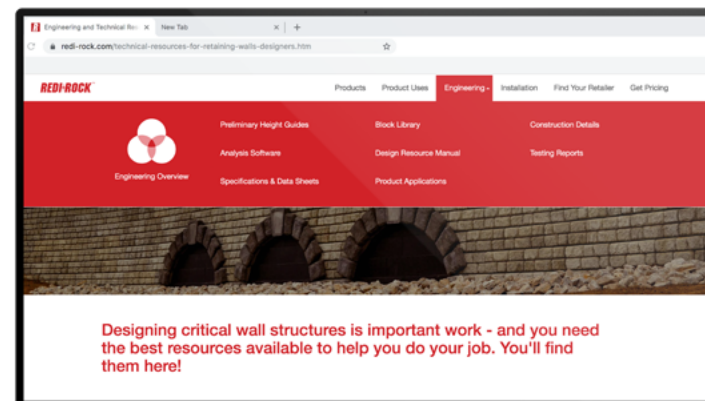 Engineering and Technical Res
New Tab
redi-rock.com/technical-resources-for-retaining-walls-designers.htm
REDI-ROCK
Products
Product Uses
Engineering
Installation
Find Your Retailer
Get Pricing
Engineering Overview
Preliminary Height Guides
Block Library
Construction Details
Analysis Software
Design Resource Manual
Testing Reports
Specifications & Data Sheets
Product Applications
Designing critical wall structures is important work - and you need
the best resources available to help you do your job. You'll find
them here!